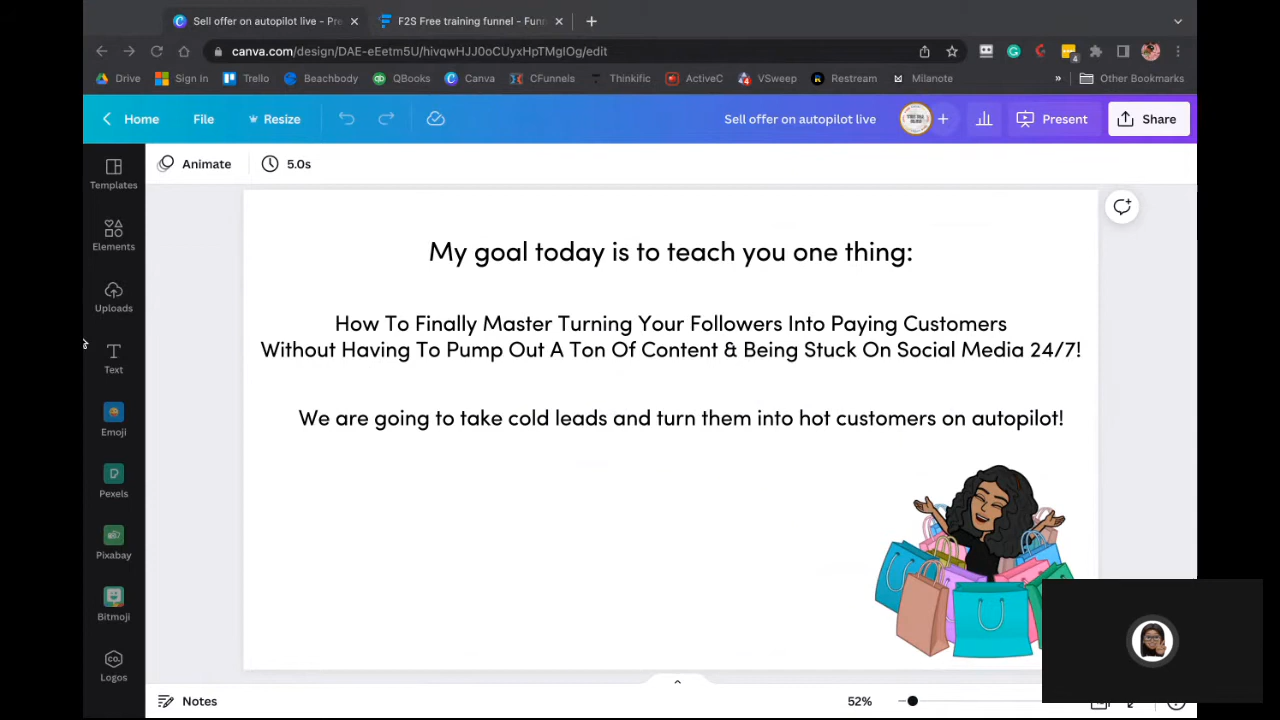 Sell offer on autopilot live - Pre
F2S Free training funnel - Funn
canva.com/design/DAE-eEetm5U/hivqwHJJ0oCUyxHpTMgIOg/edit
4
Drive
Sign In
Trello
Beachbody
QBooks
Canva
CFunnels
Thinkific
ActiveC
VSweep
Restream
Milanote
»
Other Bookmarks
Home
File
Resize
Sell offer on autopilot live
Present
Share
Animate
5.0s
Templates
Elements
Uploads
Text
Emoji
Pexels
Pixabay
Bitmoji
CO.
Logos
My goal today is to teach you one thing:
How To Finally Master Turning Your Followers Into Paying Customers
Without Having To Pump Out A Ton Of Content & Being Stuck On Social Media 24/7!
We are going to take cold leads and turn them into hot customers on autopilot!
Notes
52%